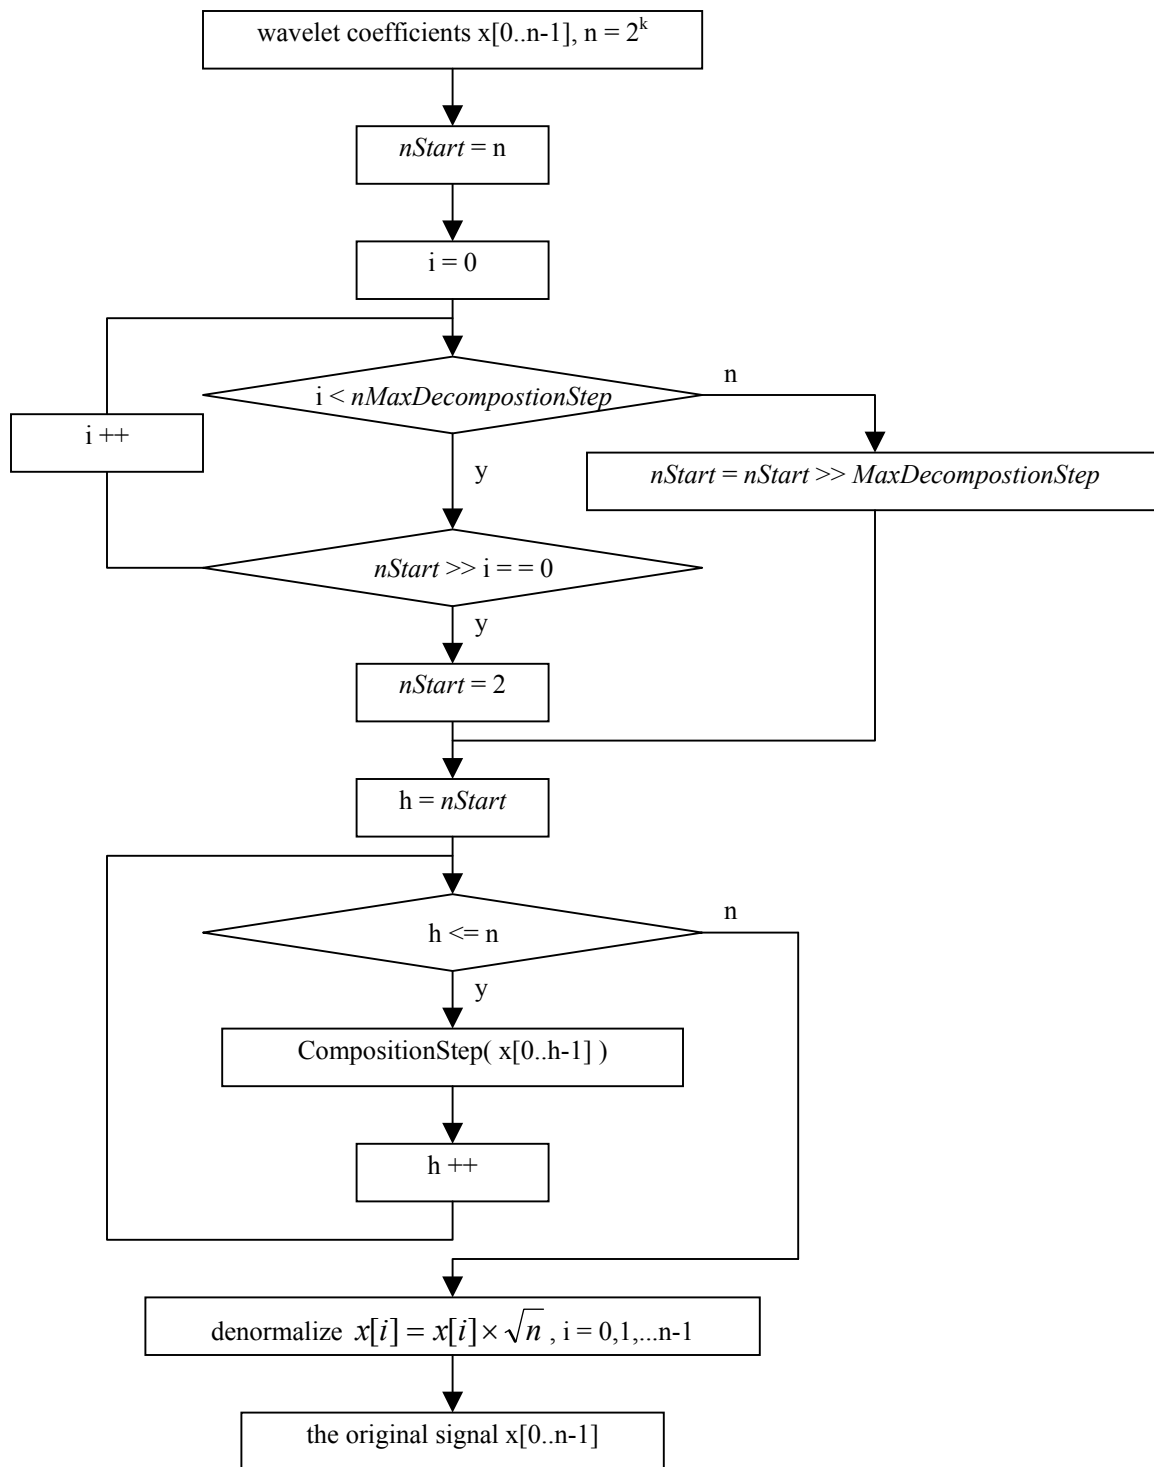 wavelet coefficients x[0..n-1], n = 2^k
nStart = n
i = 0
i < nMaxDecompostionStep
n
i ++
y
nStart = nStart >> MaxDecompostionStep
nStart >> i = = 0
y
nStart = 2
h = nStart
h <= n
n
y
CompositionStep( x[0..h-1] )
h ++
denormalize x[i] = x[i] × √n , i = 0,1,...n-1
the original signal x[0..n-1]